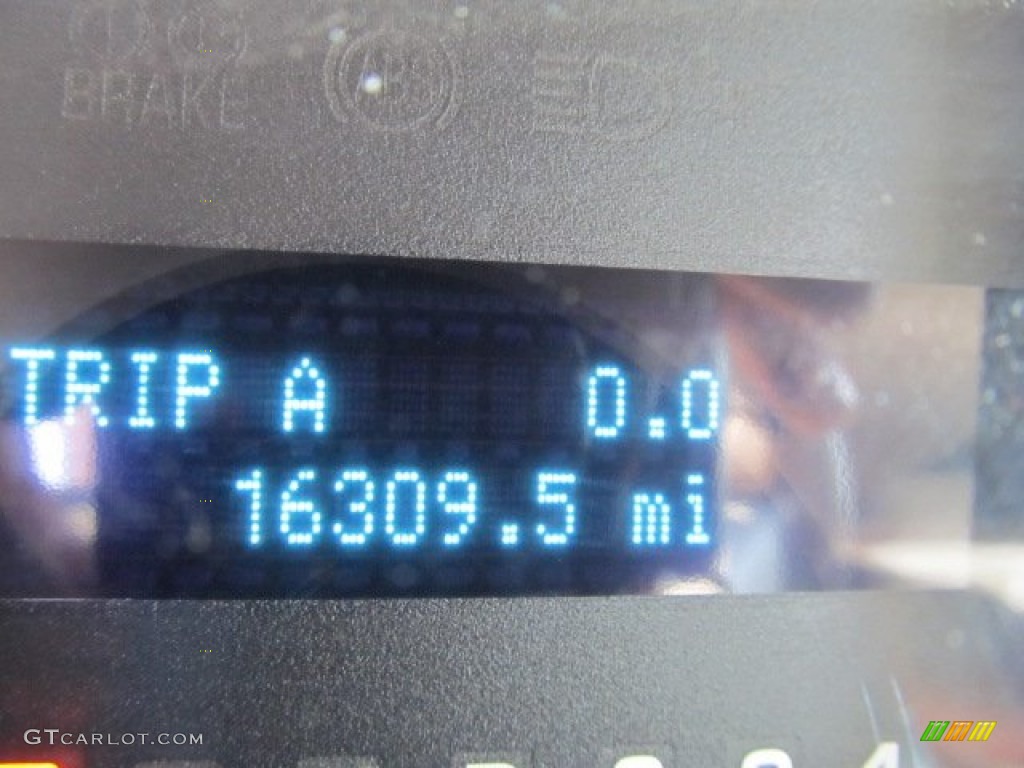 BRAKE
TRIP A 0.0
16309.5 mi
GTCARLOT.COM